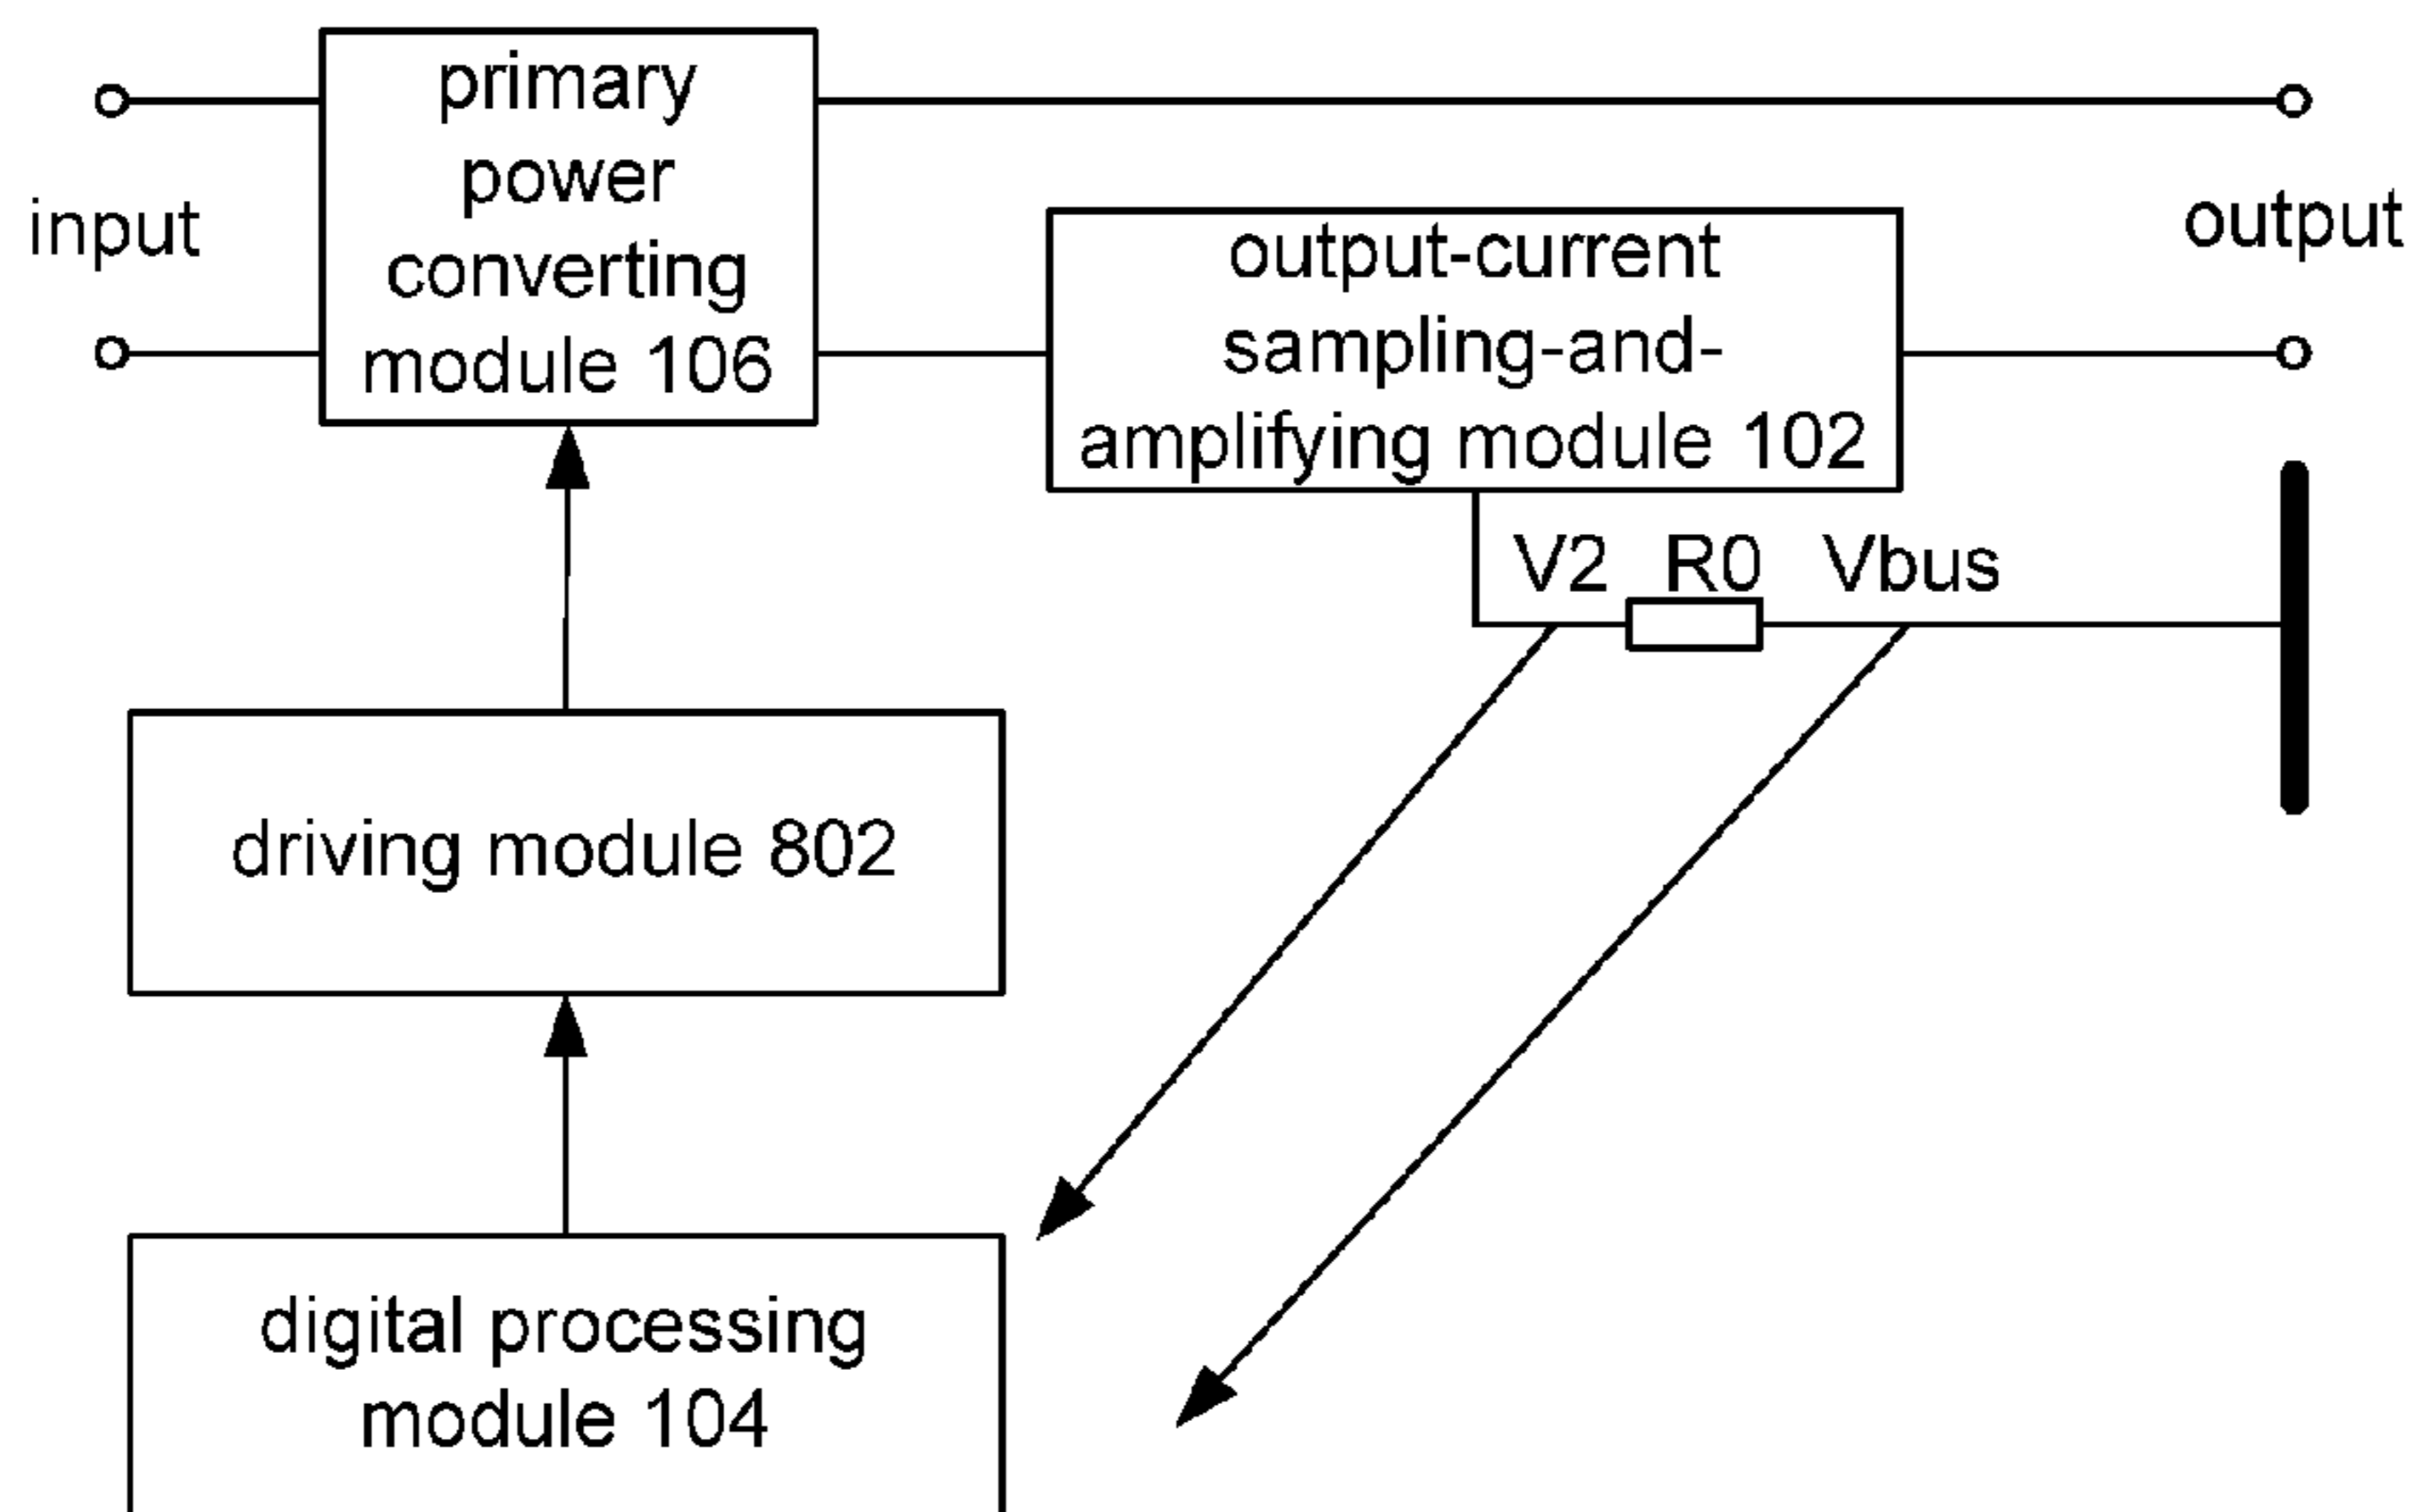 primary
power
converting
module 106
input
output
output-current
sampling-and-
amplifying module 102
V2 R0 Vbus
driving module 802
digital processing
module 104